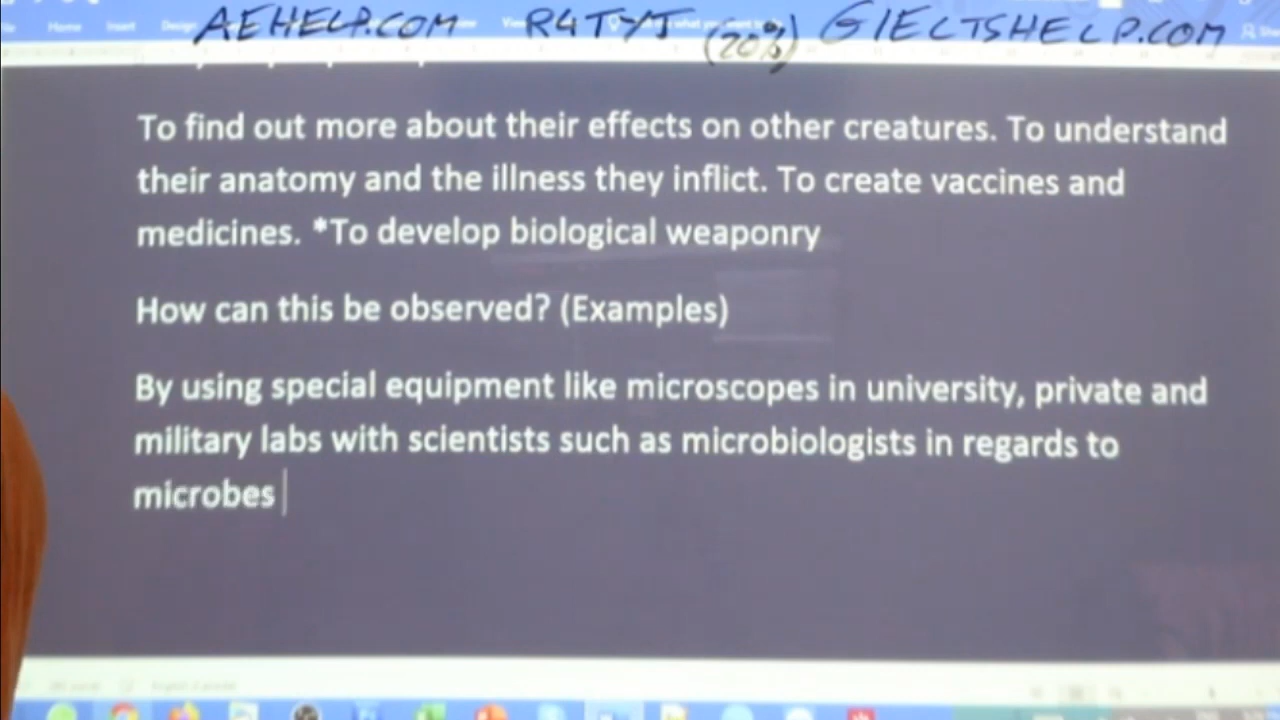 AEHELP.COM R4TYJ (20%) GIELTSHELP.COM
Home Insert
To find out more about their effects on other creatures. To understand
their anatomy and the illness they inflict. To create vaccines and
medicines. *To develop biological weaponry
How can this be observed? (Examples)
By using special equipment like microscopes in university, private and
military labs with scientists such as microbiologists in regards to
microbes